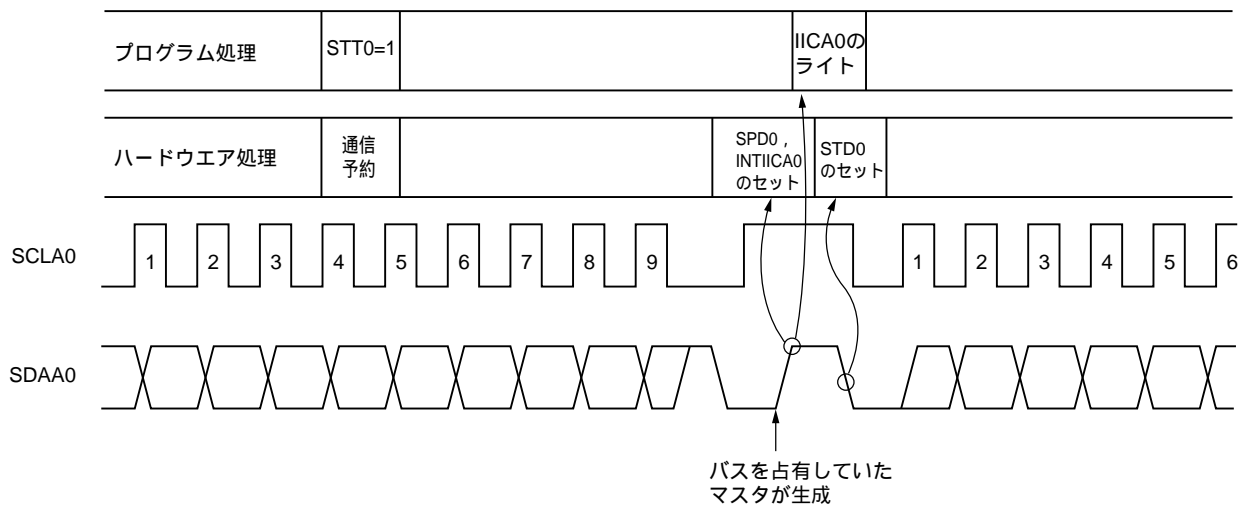 プログラム処理
STT0=1
IICA0の
ライト
ハードウエア処理
通信
予約
SPD0 ,
INTIICA0
のセット
STD0
のセット
SCLA0
1 2 3 4 5 6 7 8 9 1 2 3 4 5 6
SDAA0
バスを占有していた
マスタが生成